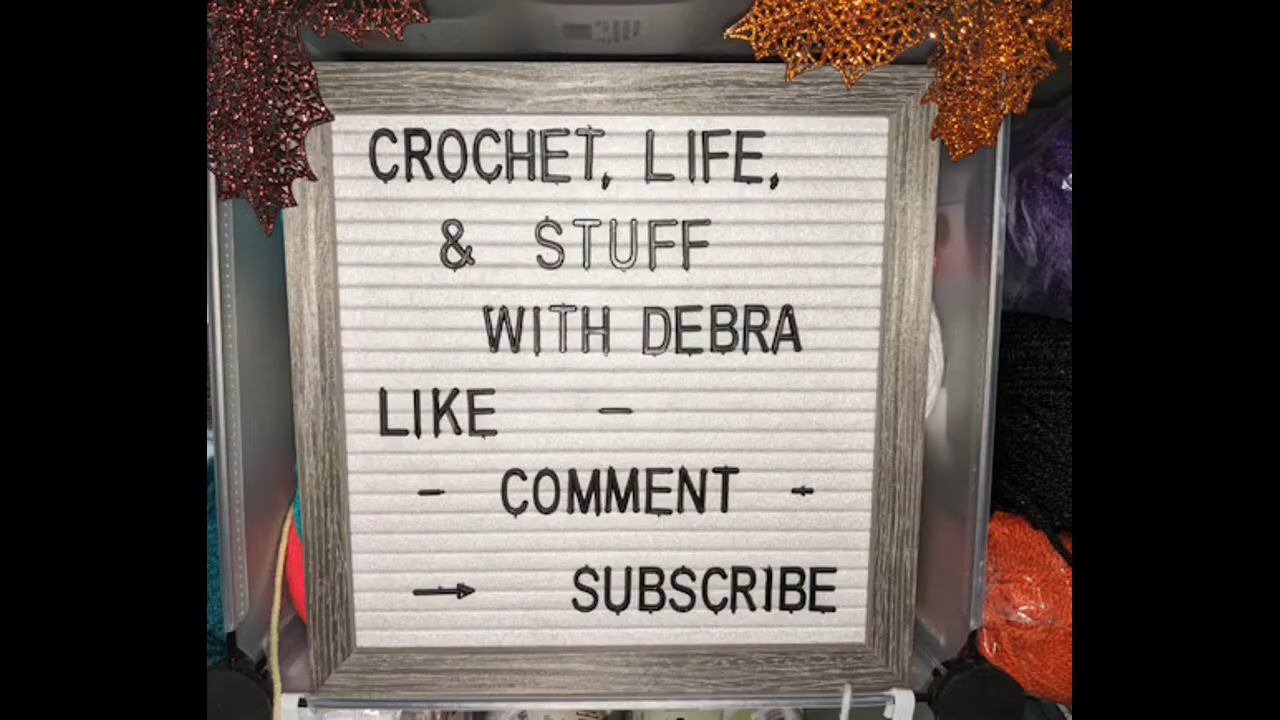 CROCHET, LIFE,
& STUFF
WITH DEBRA
LIKE -
- COMMENT -
→ SUBSCRIBE